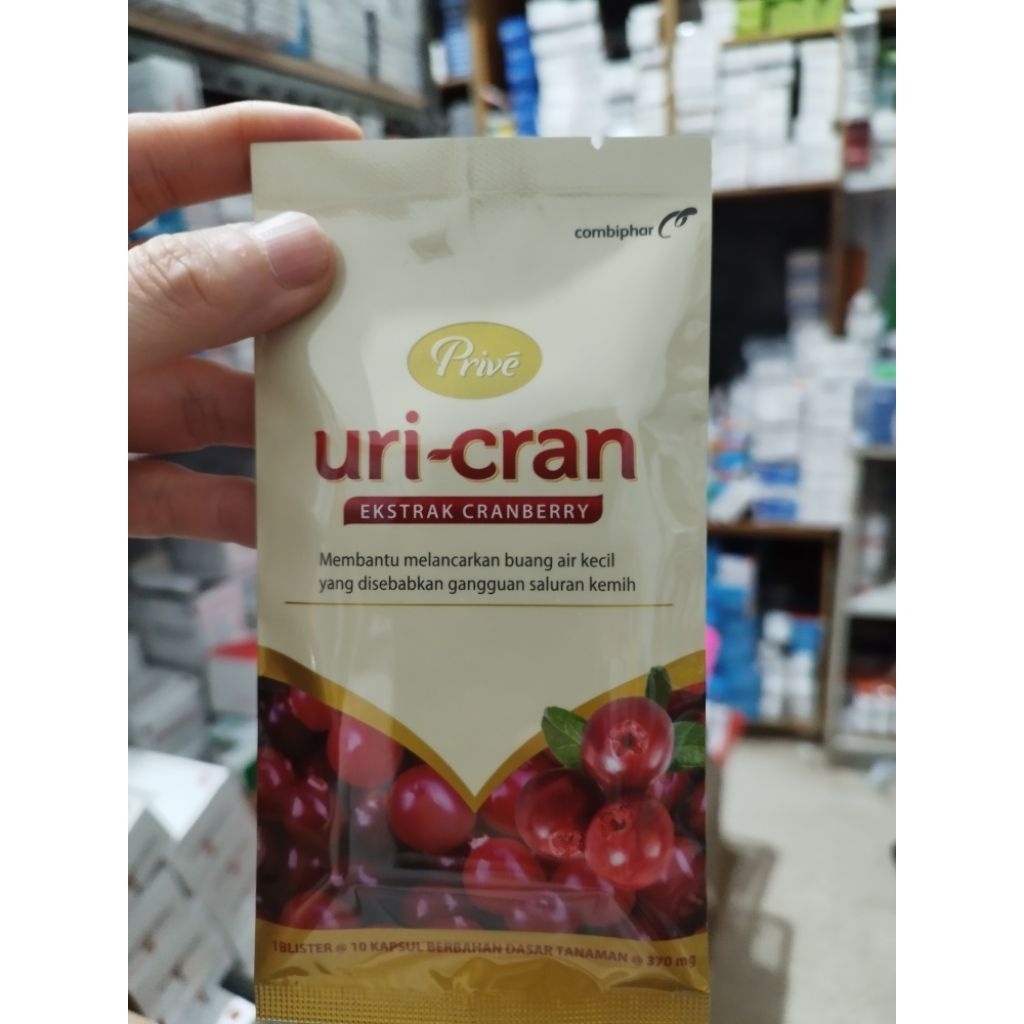 combiphar
Privé
uri-cran
EKSTRAK CRANBERRY
Membantu melancarkan buang air kecil
yang disebabkan gangguan saluran kemih
1BLISTER @ 10 KAPSUL BERBAHAN DASAR TANAMAN @ 370 mg